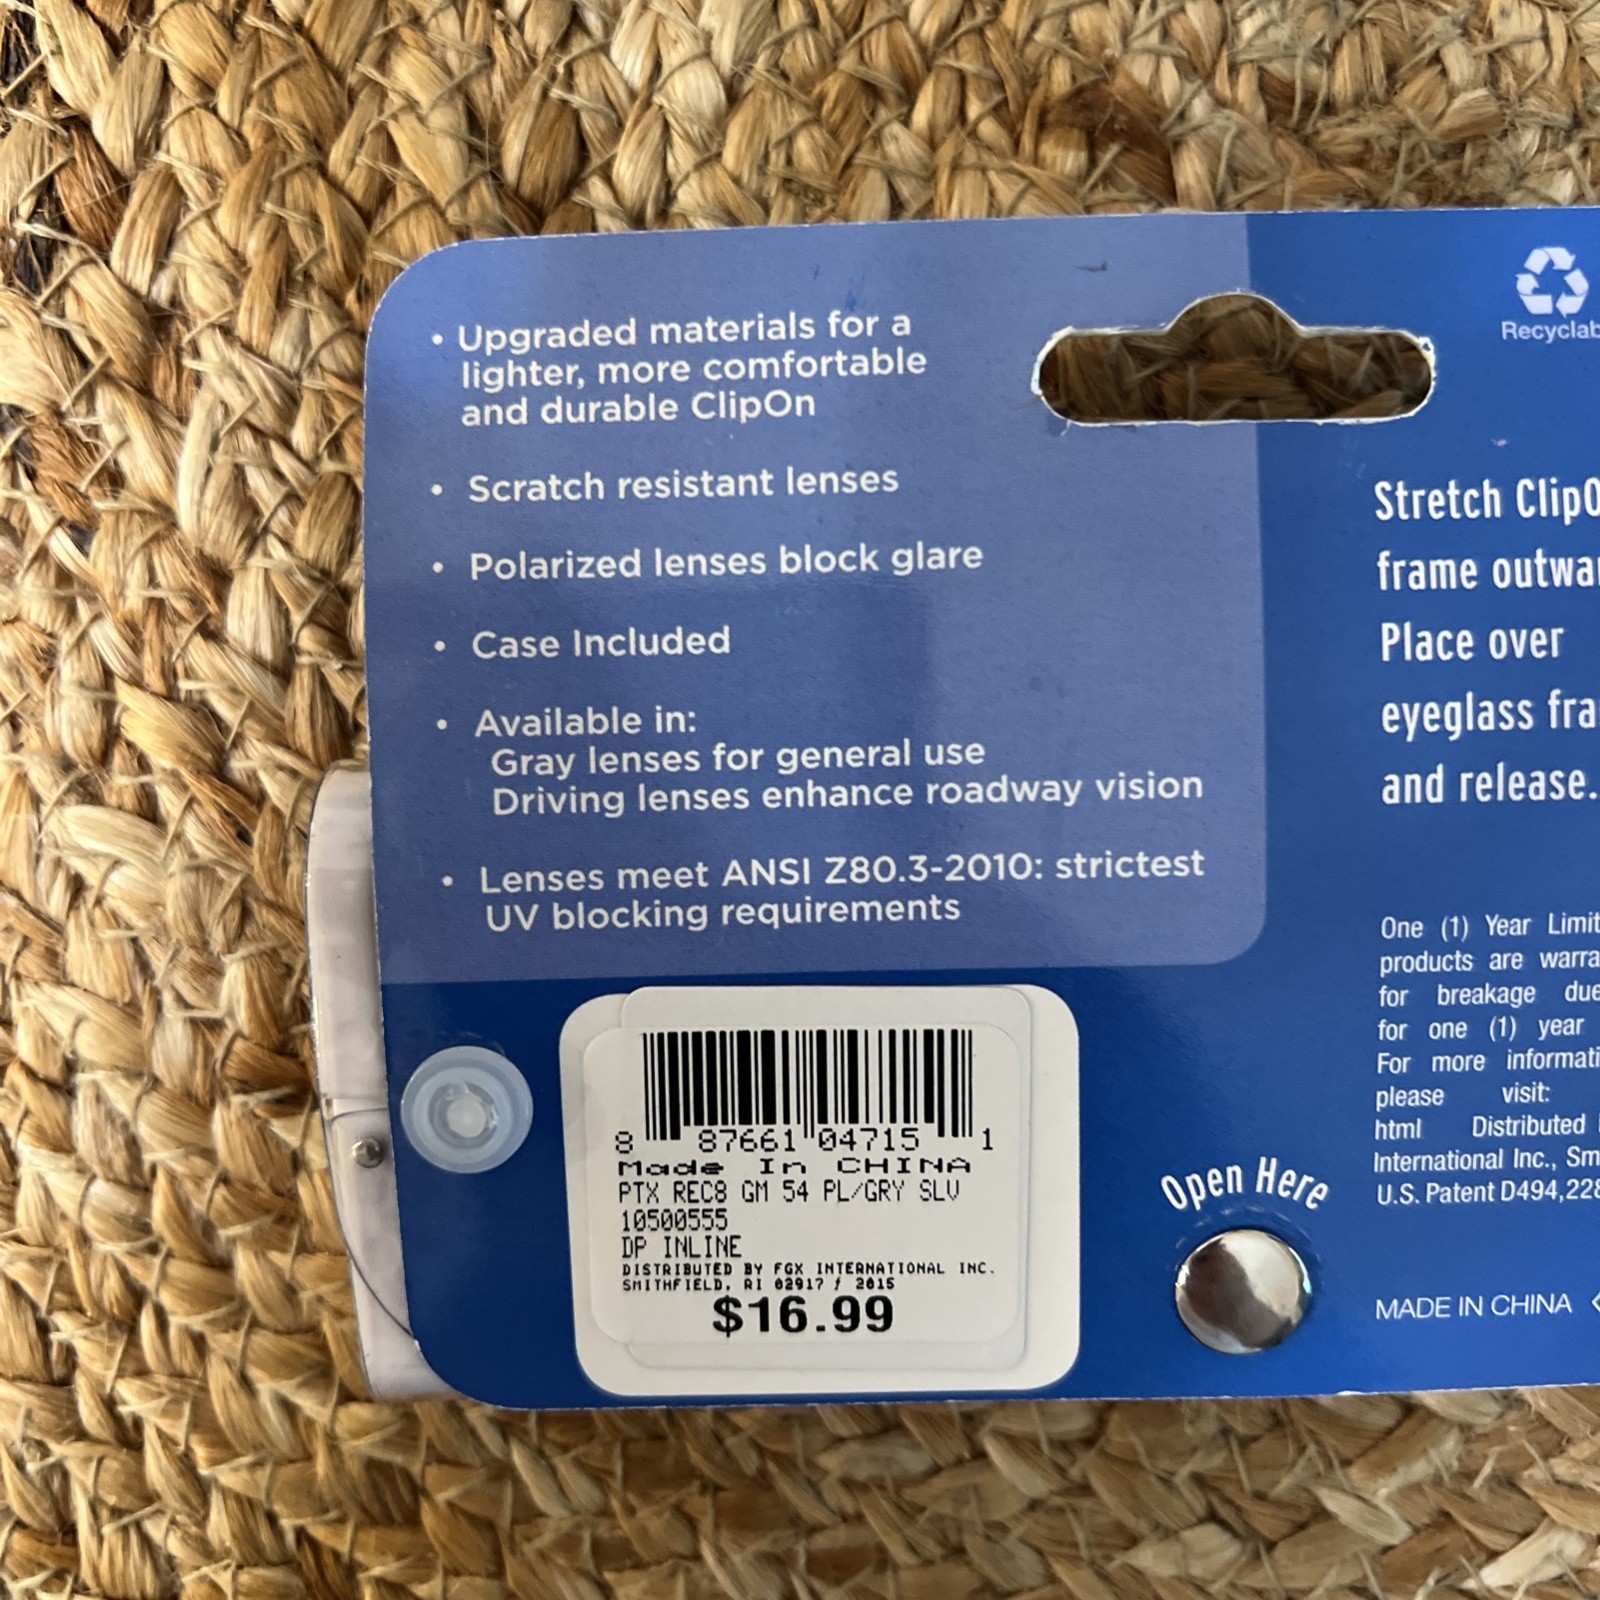 • Upgraded materials for a
lighter, more comfortable
and durable ClipOn
• Scratch resistant lenses
• Polarized lenses block glare
• Case Included
• Available in:
Gray lenses for general use
Driving lenses enhance roadway vision
• Lenses meet ANSI Z80.3-2010: strictest
UV blocking requirements
8 87661 04715 1
Made In CHINA
PTX REC8 GM 54 PL/GRY SLV
10500555
DP INLINE
DISTRIBUTED BY FGX INTERNATIONAL INC.
SMITHFIELD, RI 02917 / 2015
$16.99
Open Here
Recyclab
Stretch ClipO
frame outwa
Place over
eyeglass fra
and release.
One (1) Year Limit
products are warra
for breakage due
for one (1) year
For more informati
please visit:
html Distributed
International Inc., Sm
U.S. Patent D494,228
MADE IN CHINA